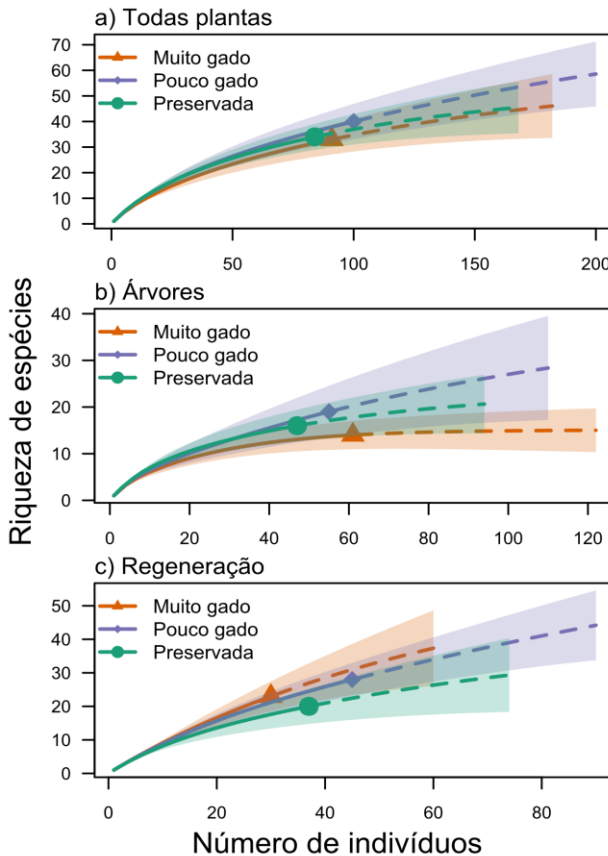 a) Todas plantas
70
60
50
40
30
20
10
0
Muito gado
Pouco gado
Preservada
0 50 100 150 200
Riqueza de espécies
b) Árvores
40
30
20
10
0
Muito gado
Pouco gado
Preservada
0 20 40 60 80 100 120
c) Regeneração
50
40
30
20
10
0
Muito gado
Pouco gado
Preservada
0 20 40 60 80
Número de indivíduos